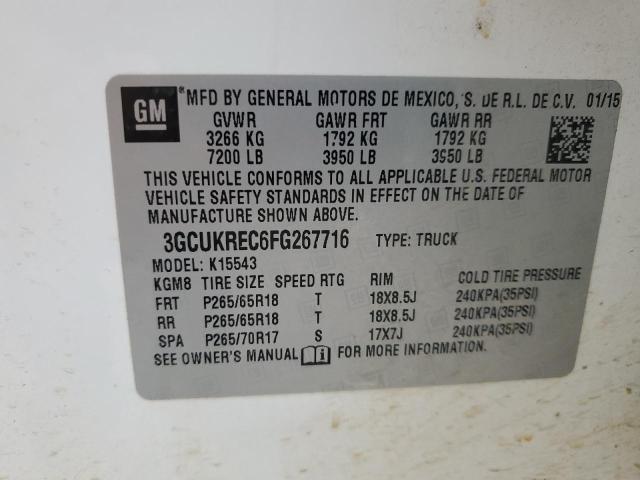 GM ® MFD BY GENERAL MOTORS DE MEXICO, S. DE R.L. DE C.V. 01/15
GVWR GAWR FRT GAWR RR
3266 KG 1792 KG 1792 KG
7200 LB 3950 LB 3950 LB
THIS VEHICLE CONFORMS TO ALL APPLICABLE U.S. FEDERAL MOTOR
VEHICLE SAFETY STANDARDS IN EFFECT ON THE DATE OF
MANUFACTURE SHOWN ABOVE.
3GCUKREC6FG267716 TYPE: TRUCK
MODEL: K15543
KGM8 TIRE SIZE SPEED RTG RIM COLD TIRE PRESSURE
FRT P265/65R18 T 18X8.5J 240KPA(35PSI)
RR P265/65R18 T 18X8.5J 240KPA(35PSI)
SPA P265/70R17 S 17X7J 240KPA(35PSI)
SEE OWNER'S MANUAL FOR MORE INFORMATION.